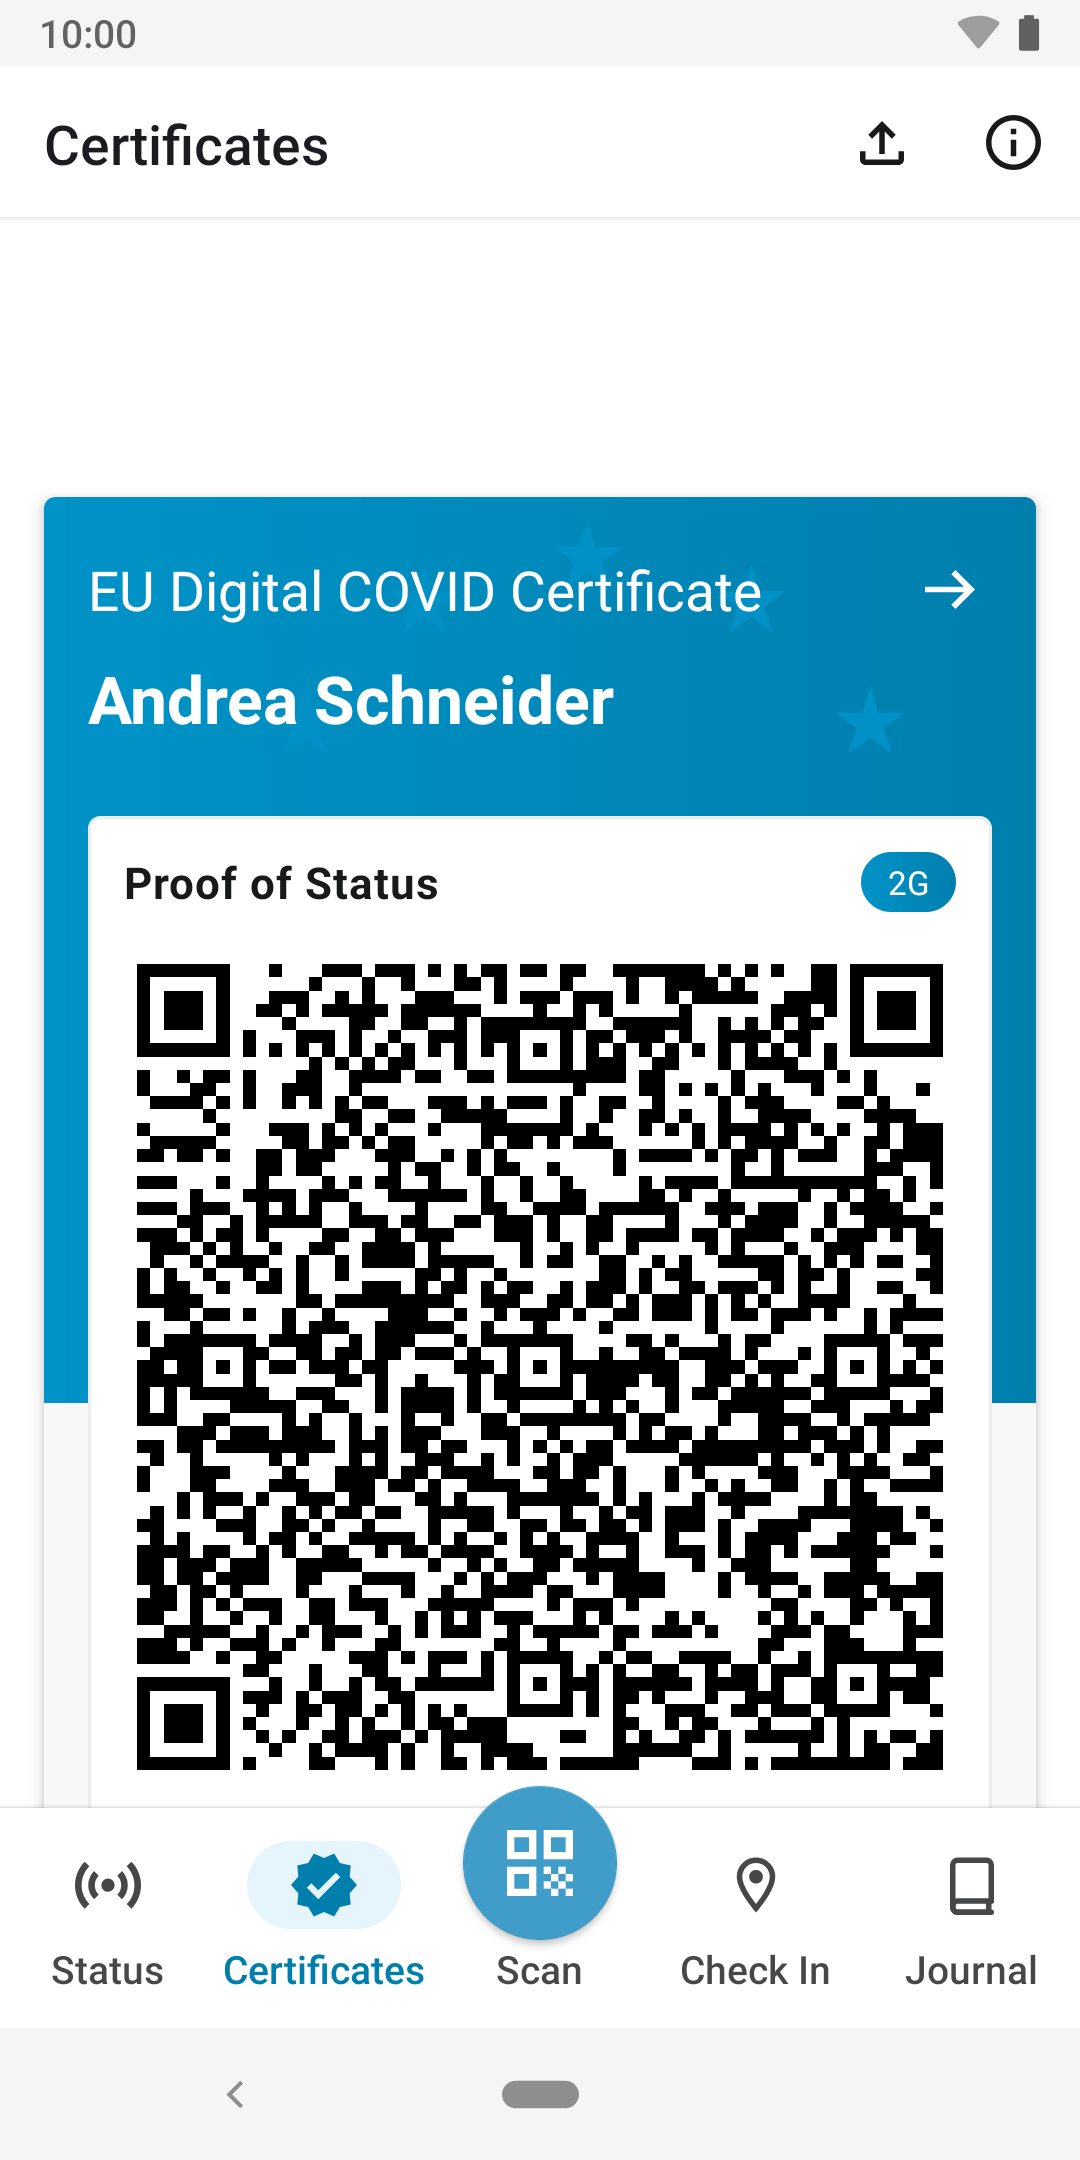 10:00
Certificates
EU Digital COVID Certificate
Andrea Schneider
Proof of Status
2G
Status
Certificates
Scan
Check In
Journal